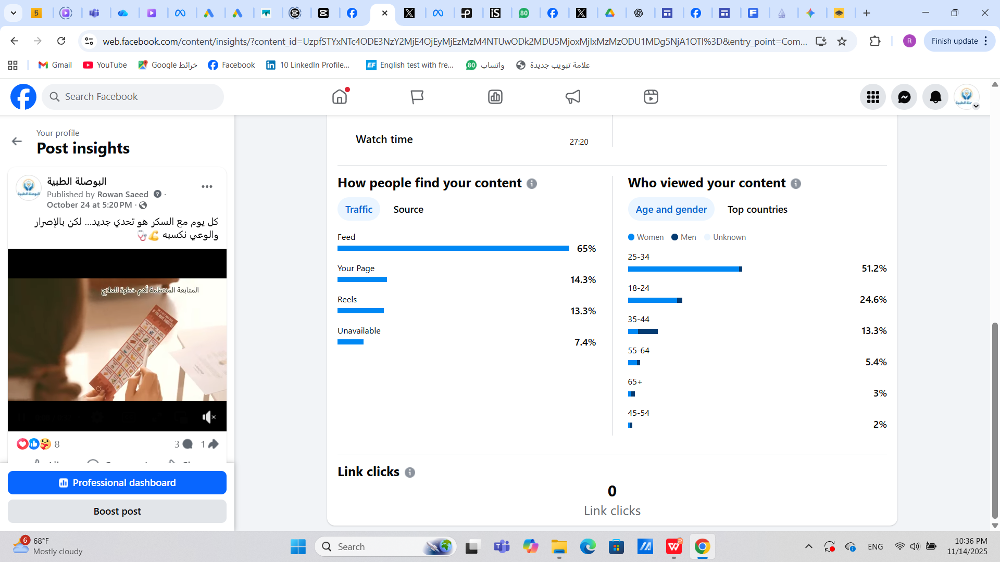 5
80
web.facebook.com/content/insights/?content_id=UzpfSTYxNTc4ODE3NzY2MjE4OjEyMjEzMzM4NTUwODk2MDU5MjoxMjIxMzMzODU1MDg5NjA1OTI%3D&entry_point=Com...
R
Finish update
Gmail
YouTube
خرائط Google
Facebook
10 LinkedIn Profile...
EF English test with fre...
80 واتساب
علامة تبويب جديدة
Search Facebook
Your profile
Post insights
البوصلة الطبية
Published by Rowan Saeed ·
October 24 at 5:20 PM ·
كل يوم مع السكر هو تحدي جديد... لكن بالإصرار
والوعي نكسبه 💪🩺
المتابعة المنتظمة أهم خطوة للعلاج
8
3
1
Professional dashboard
Boost post
Watch time
27:20
How people find your content
Traffic
Source
Feed
65%
Your Page
14.3%
Reels
13.3%
Unavailable
7.4%
Who viewed your content
Age and gender
Top countries
Women
Men
Unknown
25-34
51.2%
18-24
24.6%
35-44
13.3%
55-64
5.4%
65+
3%
45-54
2%
Link clicks
0
Link clicks
6
68°F
Mostly cloudy
Search
ENG
10:36 PM
11/14/2025